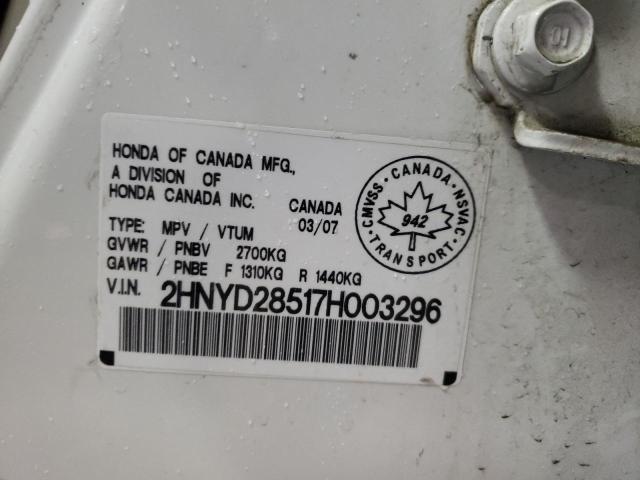 HONDA OF CANADA MFG.,
A DIVISION OF
HONDA CANADA INC. CANADA
03/07
TYPE: MPV / VTUM
GVWR / PNBV 2700KG
GAWR / PNBE F 1310KG R 1440KG
V.I.N. 2HNYD28517H003296
CMVSS · CANADA · NSVAC
942
· TRANSPORT ·